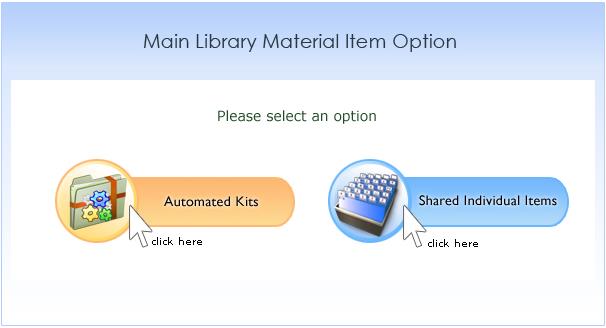 Main Library Material Item Option
Please select an option
Automated Kits
click here
Shared Individual Items
click here